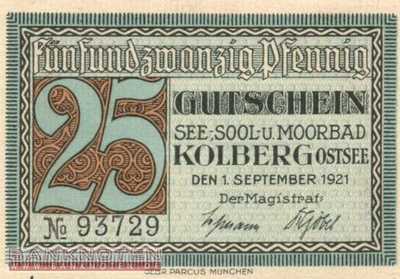 Fünfundzwanzig Pfennig
25
GUTSCHEIN
SEE-, SOOL-U. MOORBAD
KOLBERG OSTSEE
DEN 1. SEPTEMBER 1921
Der Magistrat:
№ 93729
BANKNOTEN
GEBR. PARCUS MÜNCHEN